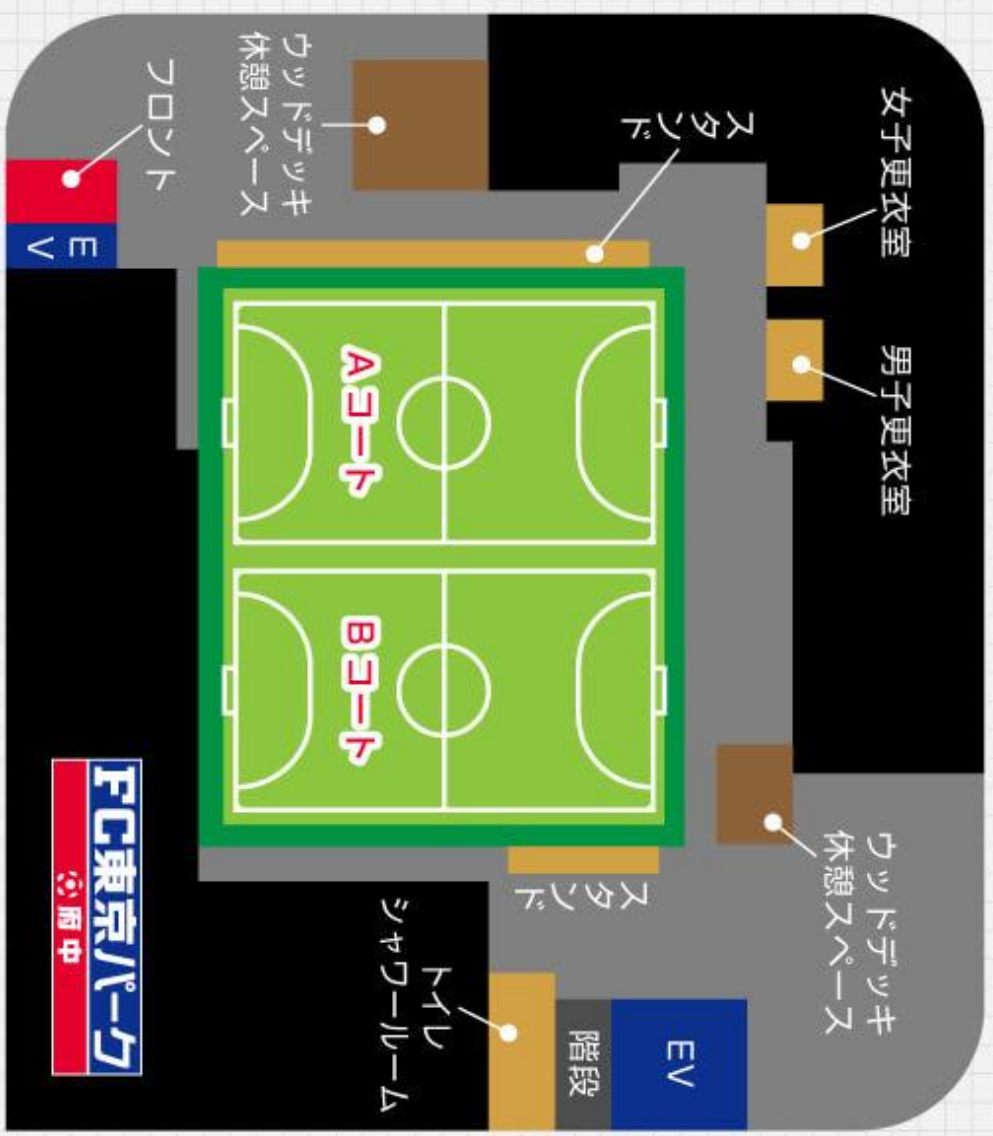 女子更衣室
男子更衣室
ウッドデッキ
休憩スペース
スタンド
EV
階段
スタンド
トイレ
シャワールーム
ウッドデッキ
休憩スペース
Aコート
Bコート
フロント
EV
FC東京パーク
府中